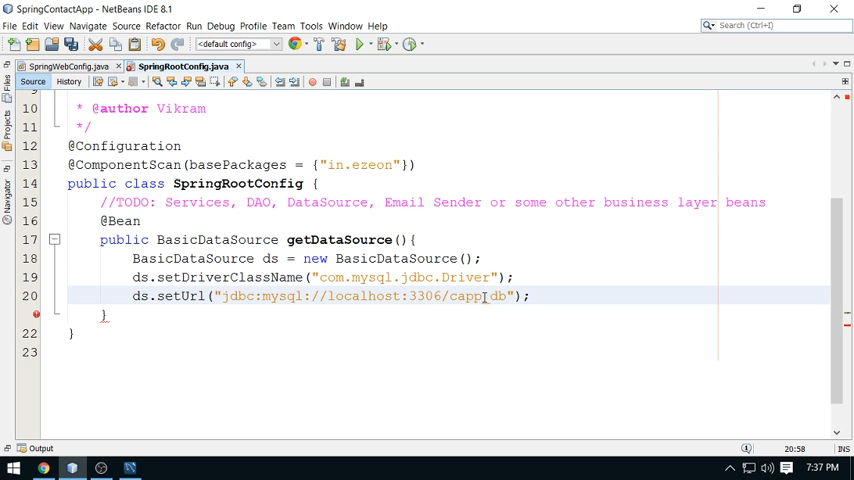 SpringContactApp - NetBeans IDE 8.1
File Edit View Navigate Source Refactor Run Debug Profile Team Tools Window Help
Search (Ctrl+I)
<default config>
SpringWebConfig.java SpringRootConfig.java
Source History
Files
Projects
Navigator
9
10 * @author Vikram
11 */
12 @Configuration
13 @ComponentScan(basePackages = {"in.ezeon"})
14 public class SpringRootConfig {
15 //TODO: Services, DAO, DataSource, Email Sender or some other business layer beans
16 @Bean
17 public BasicDataSource getDataSource(){
18 BasicDataSource ds = new BasicDataSource();
19 ds.setDriverClassName("com.mysql.jdbc.Driver");
20 ds.setUrl("jdbc:mysql://localhost:3306/capp_db");
}
22 }
23
Output
20:58 INS
7:37 PM